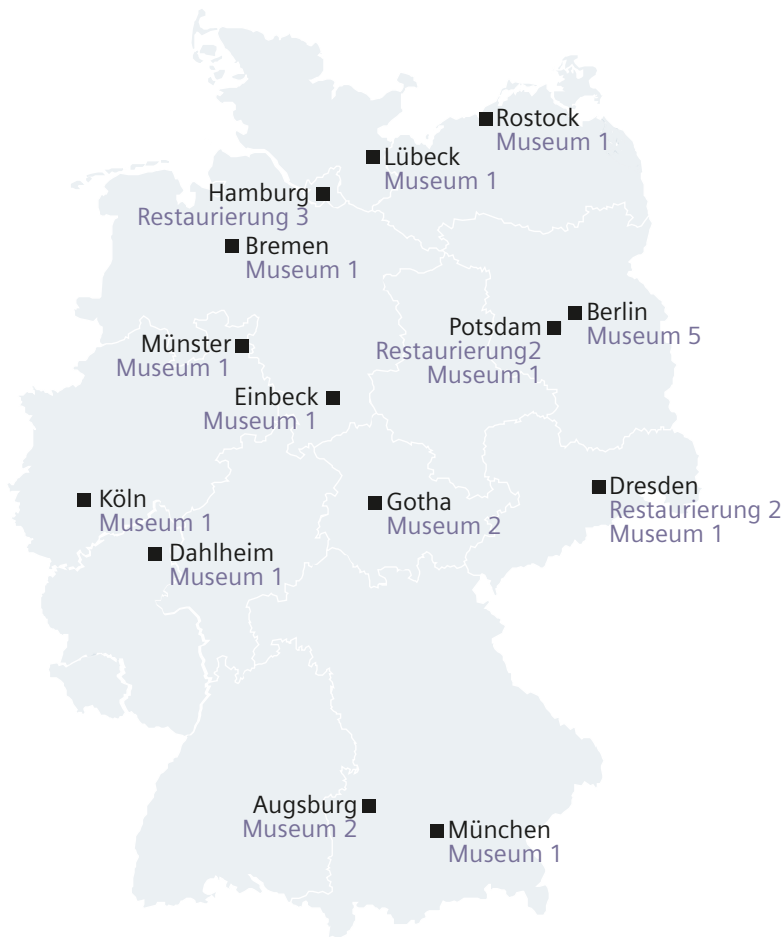 Rostock
Museum 1
Lübeck
Museum 1
Hamburg
Restaurierung 3
Bremen
Museum 1
Berlin
Museum 5
Potsdam
Restaurierung2
Museum 1
Münster
Museum 1
Einbeck
Museum 1
Köln
Museum 1
Gotha
Museum 2
Dresden
Restaurierung 2
Museum 1
Dahlheim
Museum 1
Augsburg
Museum 2
München
Museum 1